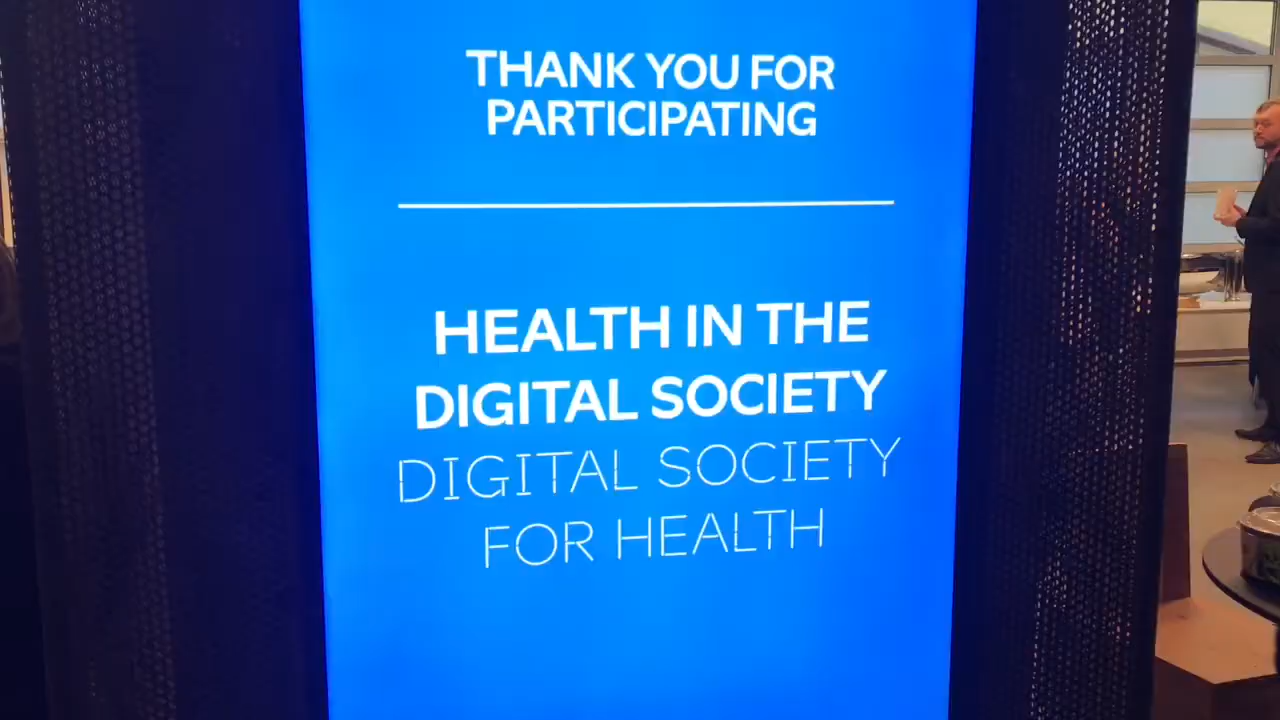 THANK YOU FOR
PARTICIPATING
HEALTH IN THE
DIGITAL SOCIETY
DIGITAL SOCIETY
FOR HEALTH